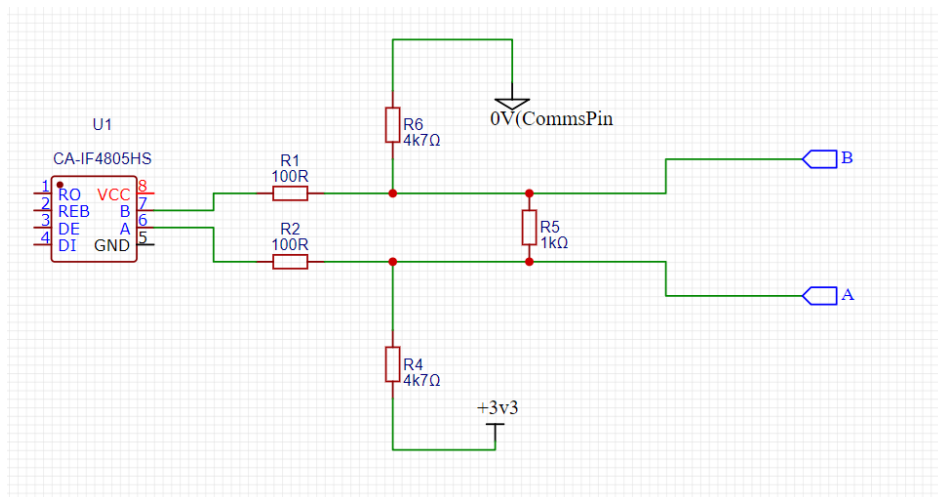 0V(CommsPin
U1
R6
4k7Ω
CA-IF4805HS
R1
100R
B
1 RO VCC 8
2 REB B 7
3 DE A 6
4 DI GND 5
R2
100R
R5
1kΩ
A
R4
4k7Ω
+3v3